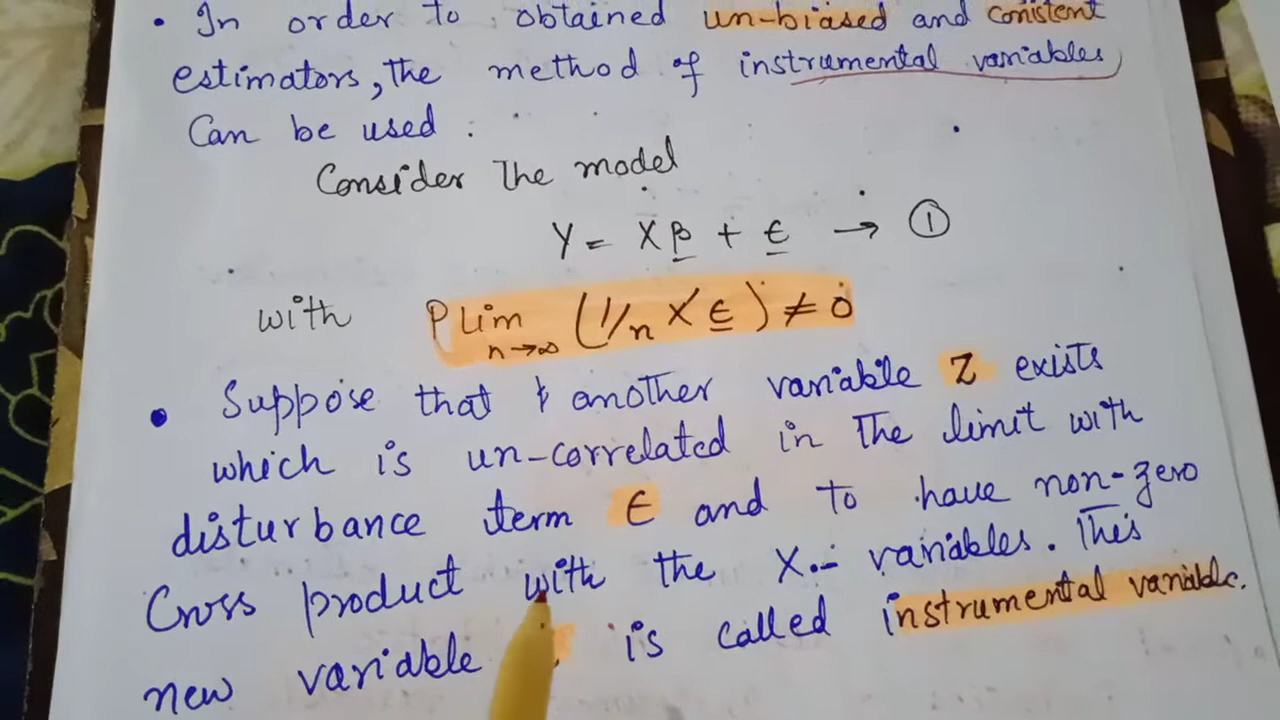 • In order to obtained un-biased and conistent
estimators, the method of instrumental variables
Can be used :
Consider The model
Y = Xβ + ε → ①
with Plim n→∞ (1/n X'ε) ≠ 0
• Suppose that & another variable Z exists
which is un-correlated in The limit with
disturbance term ε and to have non-zero
Cross product with the X.- variables. This
new variable is called instrumental variable.